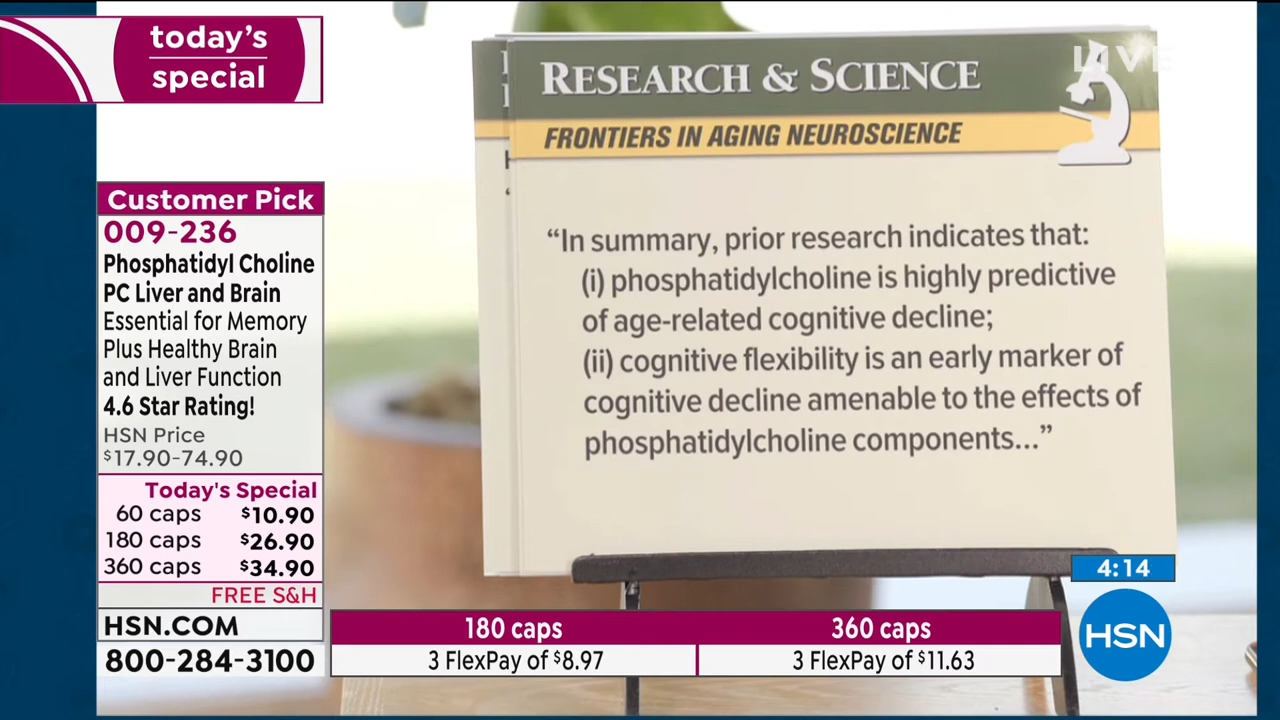 today's
special
Customer Pick
009-236
Phosphatidyl Choline
PC Liver and Brain
Essential for Memory
Plus Healthy Brain
and Liver Function
4.6 Star Rating!
HSN Price
$17.90-74.90
Today's Special
60 caps $10.90
180 caps $26.90
360 caps $34.90
FREE S&H
HSN.COM
800-284-3100
LIVE
RESEARCH & SCIENCE
FRONTIERS IN AGING NEUROSCIENCE
“In summary, prior research indicates that:
(i) phosphatidylcholine is highly predictive
of age-related cognitive decline;
(ii) cognitive flexibility is an early marker of
cognitive decline amenable to the effects of
phosphatidylcholine components...”
4:14
180 caps 360 caps
3 FlexPay of $8.97 3 FlexPay of $11.63
HSN